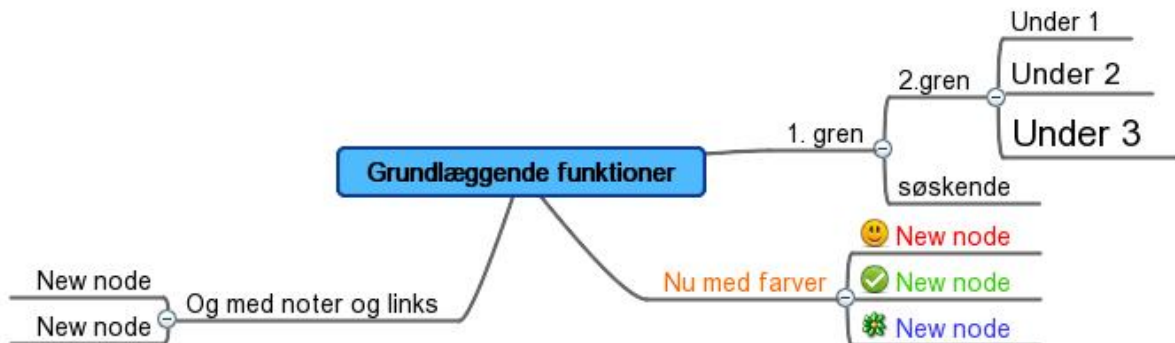 Grundlæggende funktioner
1. gren
2.gren
Under 1
Under 2
Under 3
søskende
Nu med farver
New node
New node
New node
Og med noter og links
New node
New node